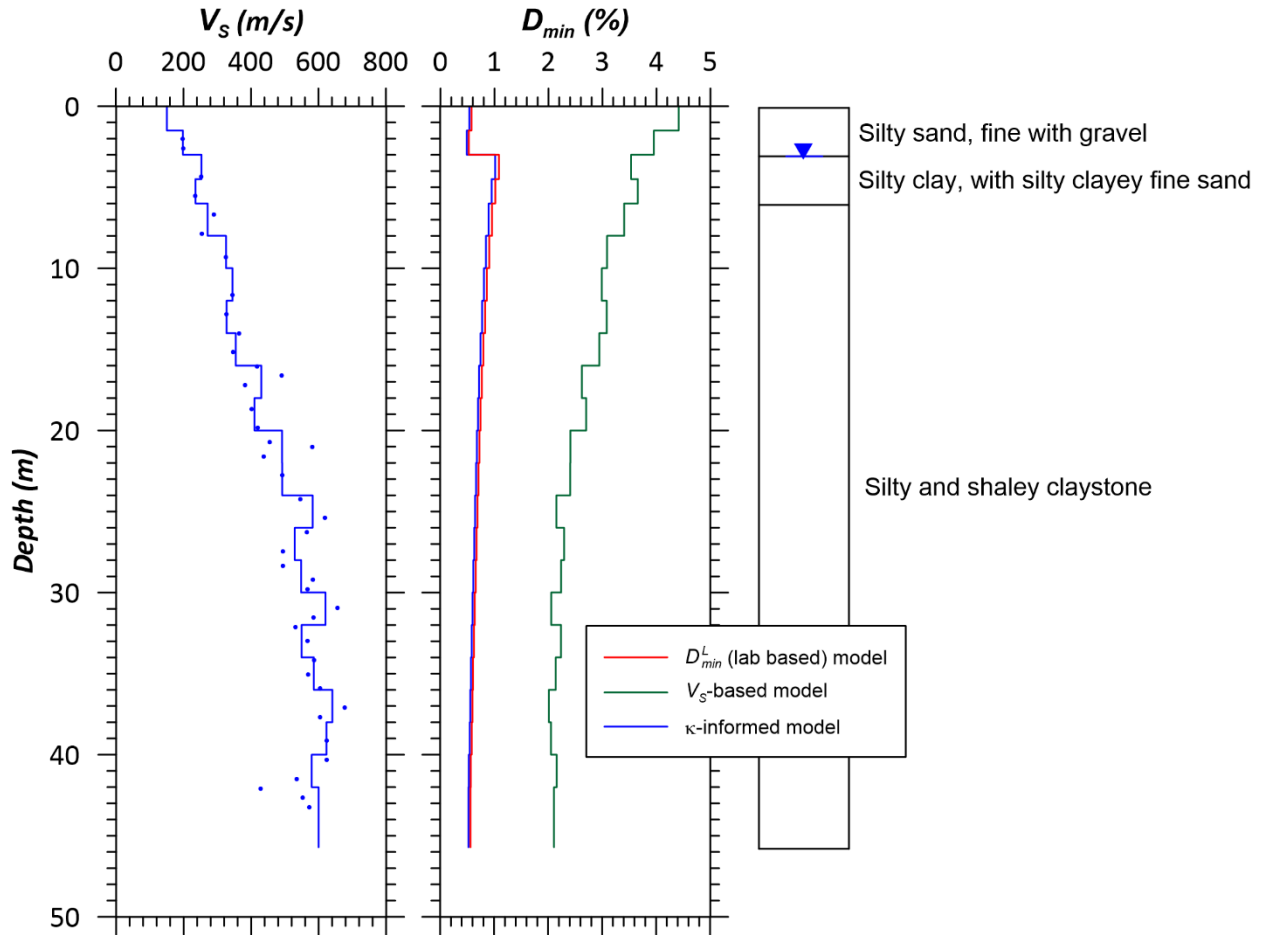 V_S (m/s)
D_min (%)
0 200 400 600 800
0 1 2 3 4 5
0
10
20
30
40
50
Depth (m)
Silty sand, fine with gravel
Silty clay, with silty clayey fine sand
Silty and shaley claystone
D^L_min (lab based) model
V_S-based model
κ-informed model